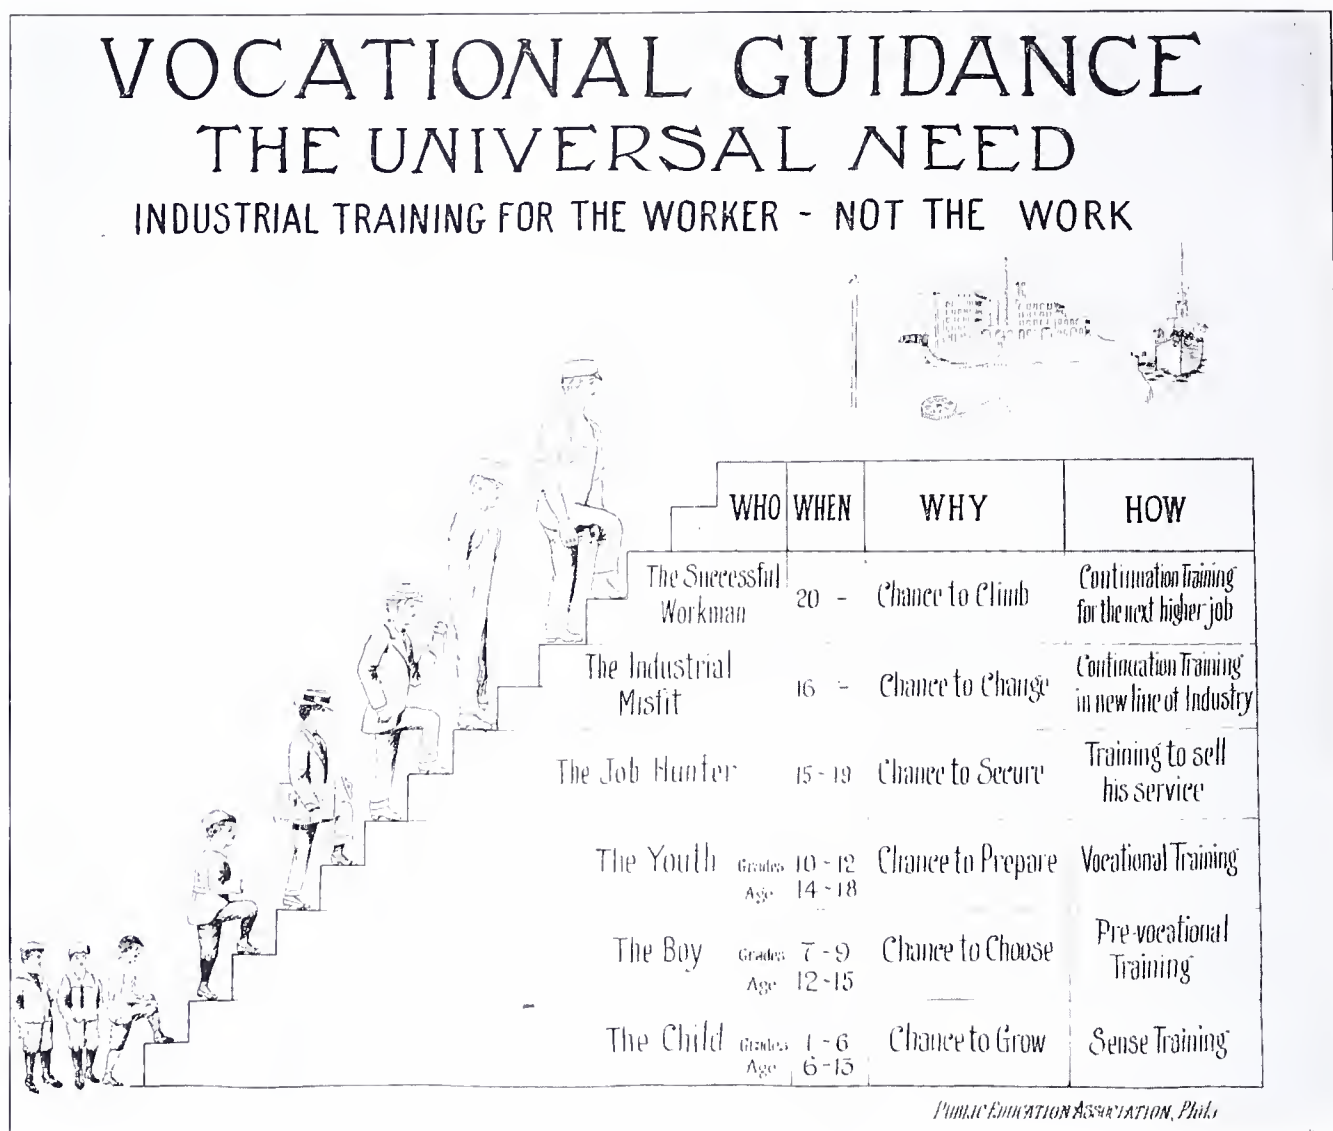 VOCATIONAL GUIDANCE
THE UNIVERSAL NEED
INDUSTRIAL TRAINING FOR THE WORKER - NOT THE WORK
WHO WHEN WHY HOW
The Successful Workman 20 - Chance to Climb Continuation Training for the next higher job
The Industrial Misfit 16 - Chance to Change Continuation Training in new line of Industry
The Job Hunter 15 - 19 Chance to Secure Training to sell his service
The Youth Grades 10 - 12 Age 14 - 18 Chance to Prepare Vocational Training
The Boy Grades 7 - 9 Age 12 - 15 Chance to Choose Pre-vocational Training
The Child Grades 1 - 6 Age 6 - 13 Chance to Grow Sense Training
PUBLIC EDUCATION ASSOCIATION, Phila